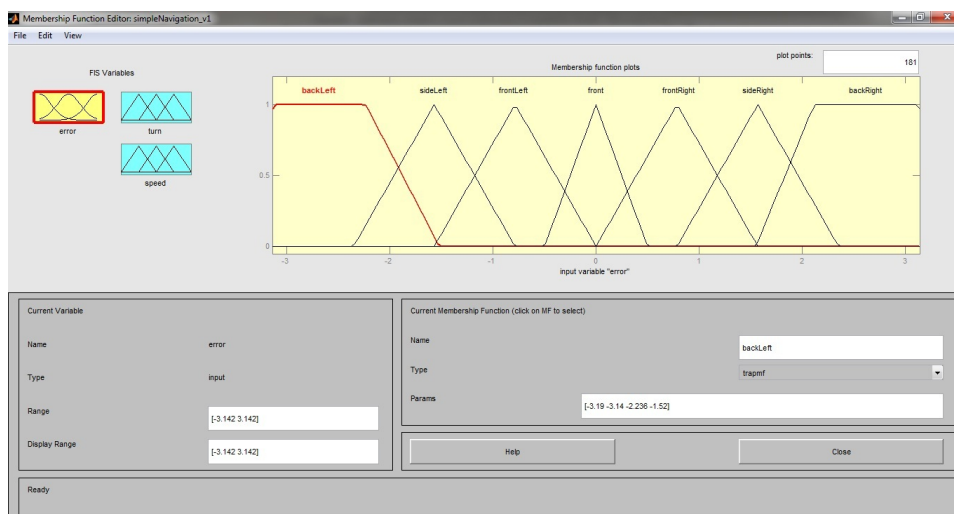 Membership Function Editor: simpleNavigation_v1
File Edit View
FIS Variables
error
turn
speed
plot points:
181
Membership function plots
backLeft sideLeft frontLeft front frontRight sideRight backRight
1
0.5
0
-3 -2 -1 0 1 2 3
input variable "error"
Current Variable
Name error
Type input
Range [-3.142 3.142]
Display Range [-3.142 3.142]
Current Membership Function (click on MF to select)
Name backLeft
Type trapmf
Params [-3.19 -3.14 -2.236 -1.52]
Help Close
Ready